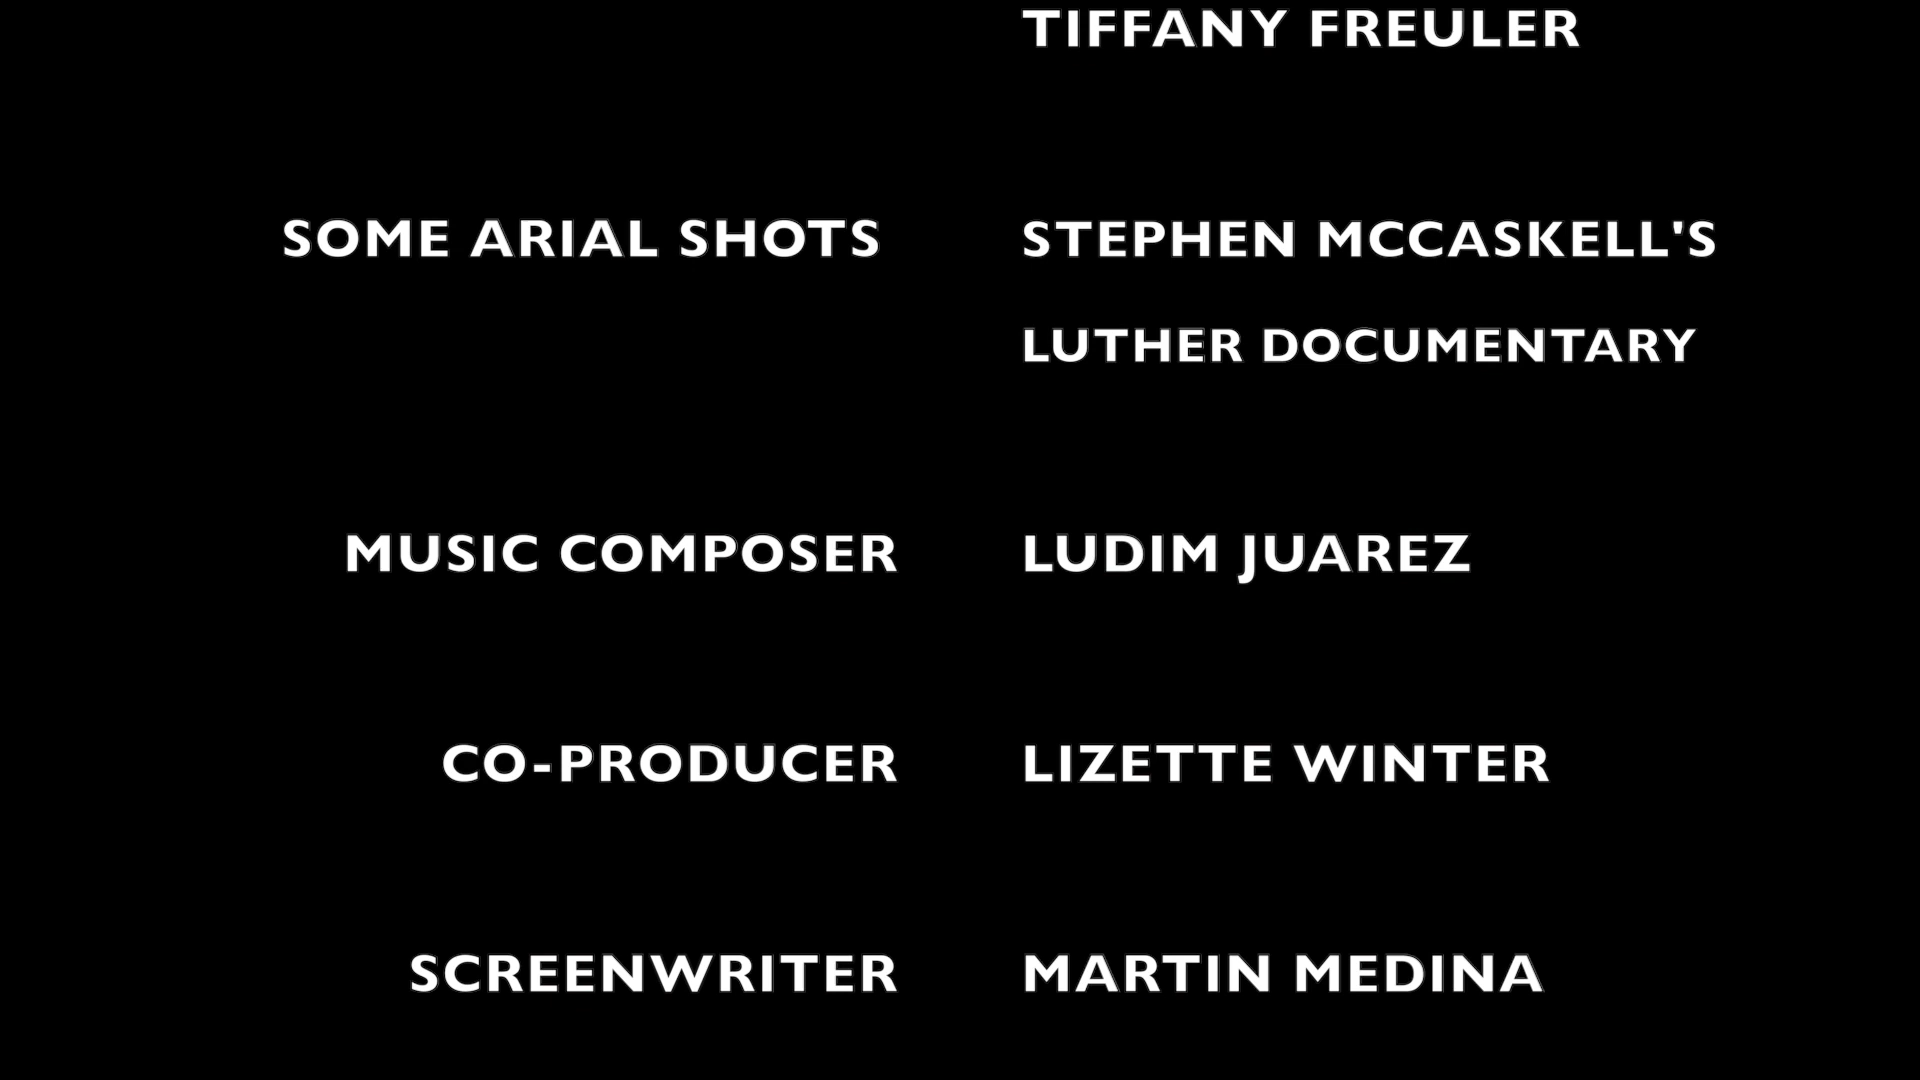 TIFFANY FREULER
SOME ARIAL SHOTS STEPHEN MCCASKELL'S
LUTHER DOCUMENTARY
MUSIC COMPOSER LUDIM JUAREZ
CO-PRODUCER LIZETTE WINTER
SCREENWRITER MARTIN MEDINA